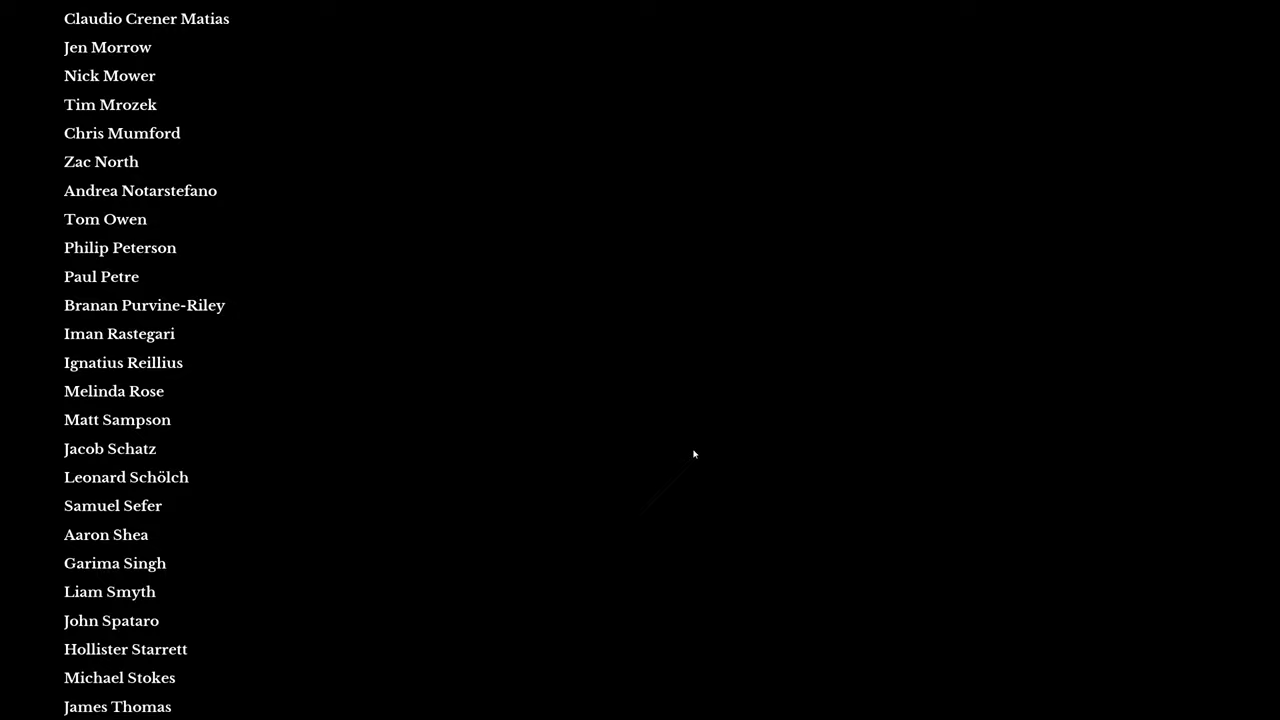 Claudio Crener Matias
Jen Morrow
Nick Mower
Tim Mrozek
Chris Mumford
Zac North
Andrea Notarstefano
Tom Owen
Philip Peterson
Paul Petre
Branan Purvine-Riley
Iman Rastegari
Ignatius Reillius
Melinda Rose
Matt Sampson
Jacob Schatz
Leonard Schölch
Samuel Sefer
Aaron Shea
Garima Singh
Liam Smyth
John Spataro
Hollister Starrett
Michael Stokes
James Thomas